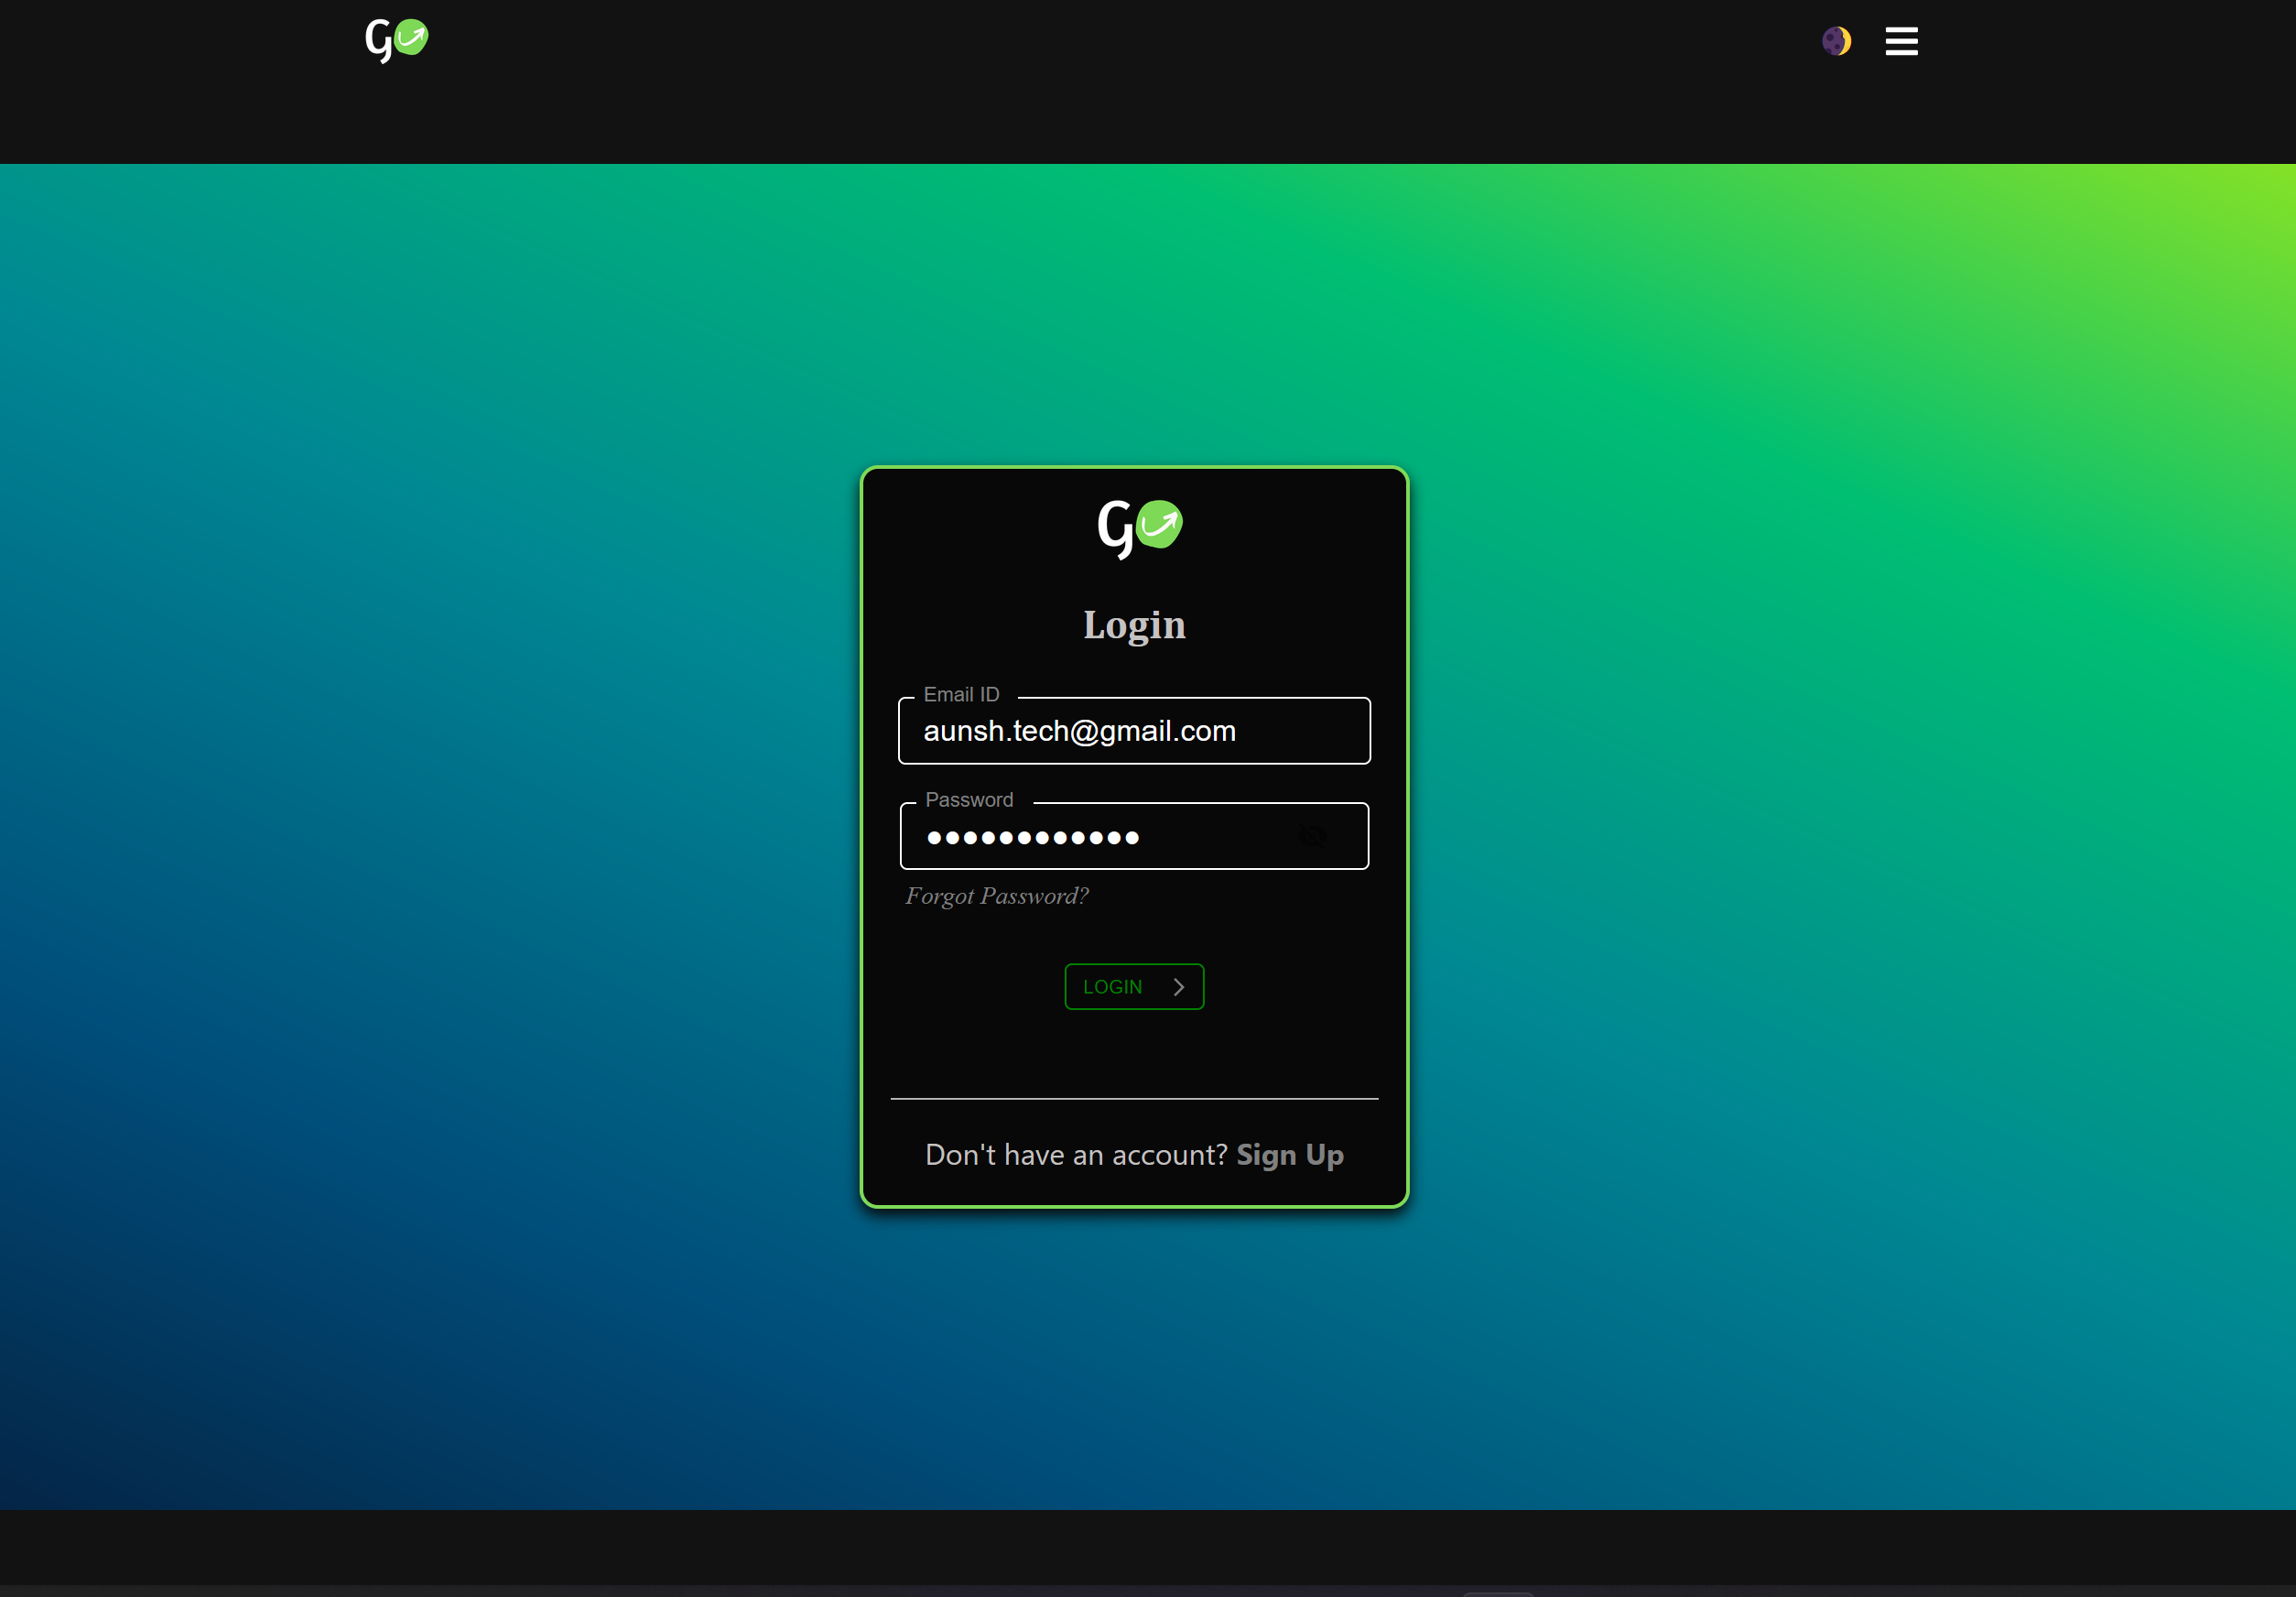 GO
GO
Login
Email ID
aunsh.tech@gmail.com
Password
●●●●●●●●●●●●
Forgot Password?
LOGIN
Don't have an account? Sign Up